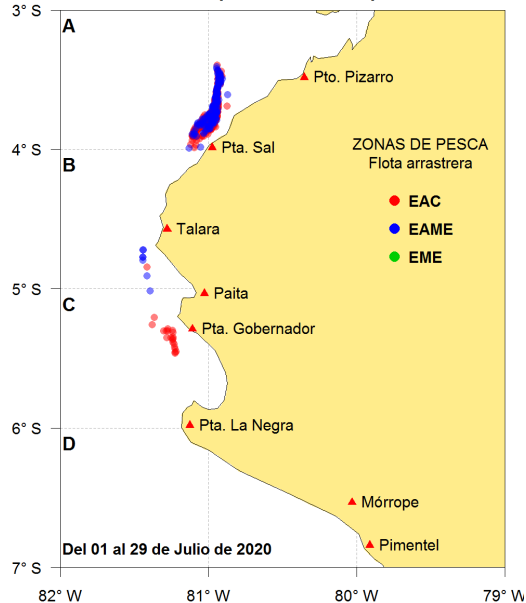 3° S
A
Pto. Pizarro
ZONAS DE PESCA
Flota arrastrera
4° S
Pta. Sal
B
EAC
Talara
EAME
EME
5° S
Paita
C
Pta. Gobernador
6° S
Pta. La Negra
D
Mórrope
Del 01 al 29 de Julio de 2020
Pimentel
7° S
82° W
81° W
80° W
79° W